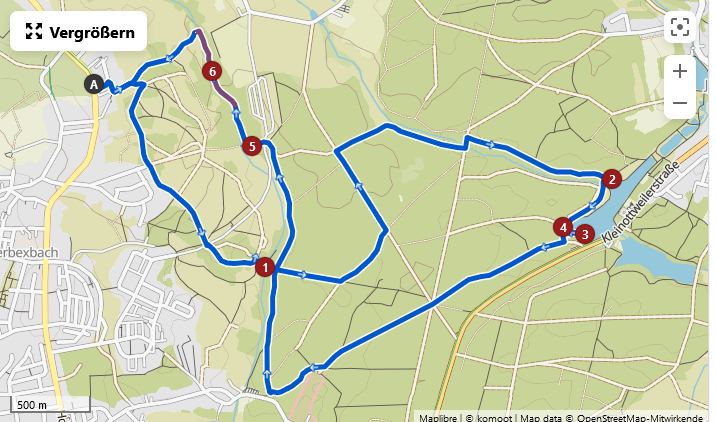 Vergrößern
A
6
5
2
4
3
Kleinottweilerstraße
erbexbach
1
500 m
Maplibre | © komoot | Map data © OpenStreetMap-Mitwirkende